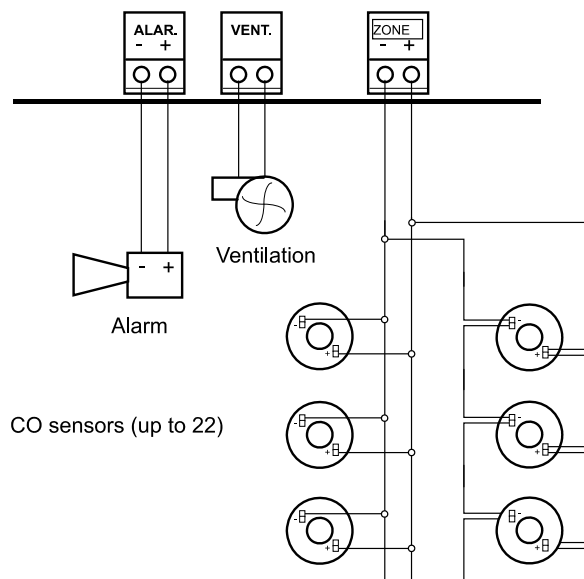 ALAR.
- +
VENT.
ZONE
- +
- +
Ventilation
Alarm
-
+
-
+
CO sensors (up to 22)
-
+
-
+
-
+
-
+